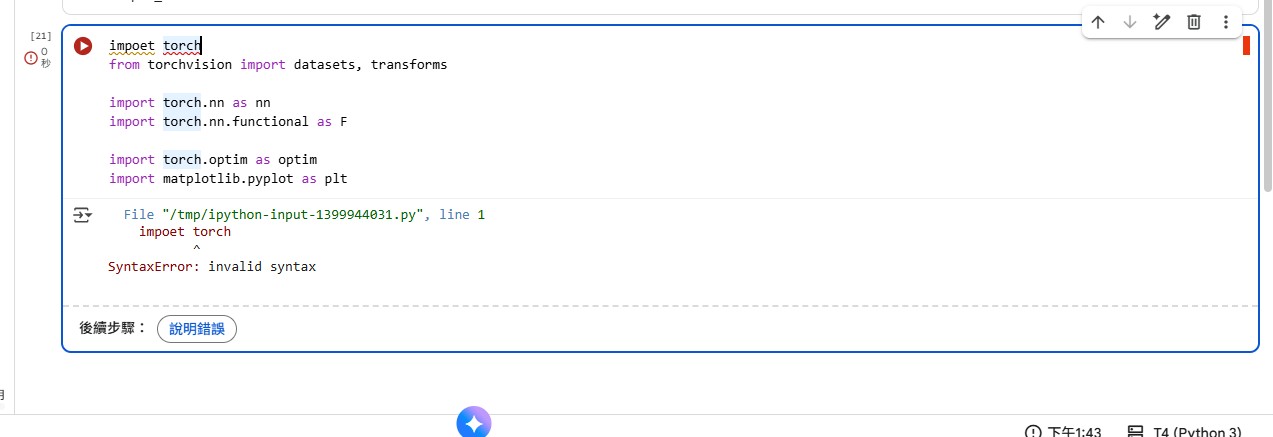 [21]
0
秒
impoet torch
from torchvision import datasets, transforms
import torch.nn as nn
import torch.nn.functional as F
import torch.optim as optim
import matplotlib.pyplot as plt
File "/tmp/ipython-input-1399944031.py", line 1
impoet torch
^
SyntaxError: invalid syntax
後續步驟：
說明錯誤
下午1:43
T4 (Python 3)